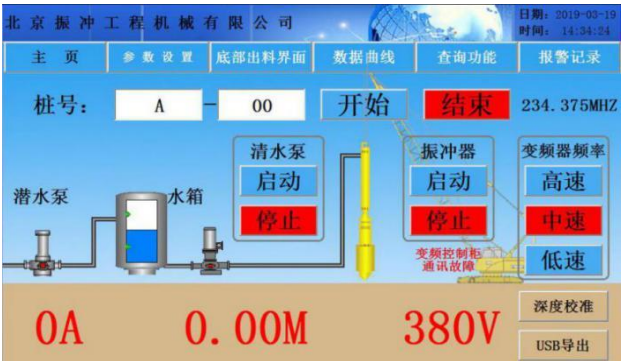 北京振冲工程机械有限公司
日期: 2019-03-19
时间: 14:34:24
主 页 参 数 设 置 底部出料界面 数据曲线 查询功能 报警记录
桩号: A - 00 开始 结束 234.375MHZ
清水泵 振冲器 变频器频率
启动 启动 高速
潜水泵 水箱
停止 停止 中速
变频控制柜
通讯故障
低速
0A 0.00M 380V
深度校准
USB导出